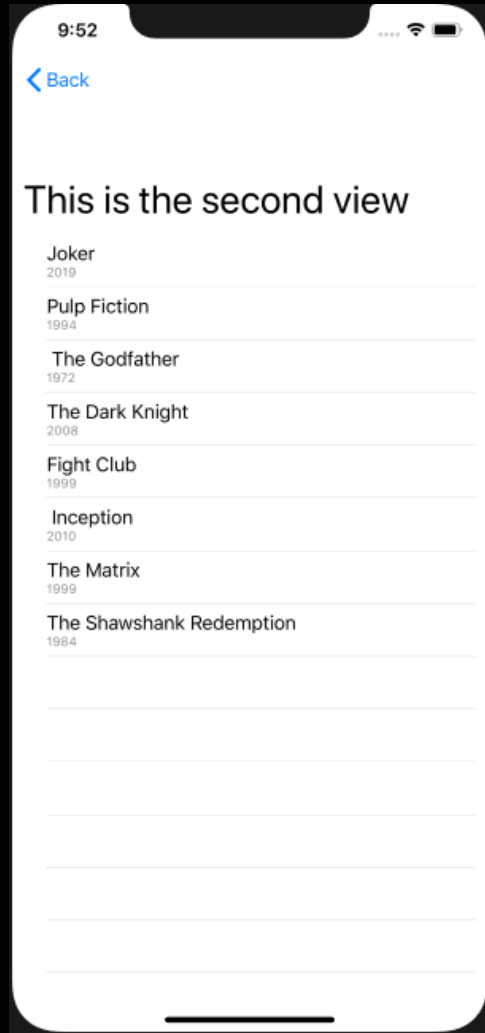 9:52
Back
This is the second view
Joker
2019
Pulp Fiction
1994
The Godfather
1972
The Dark Knight
2008
Fight Club
1999
Inception
2010
The Matrix
1999
The Shawshank Redemption
1984